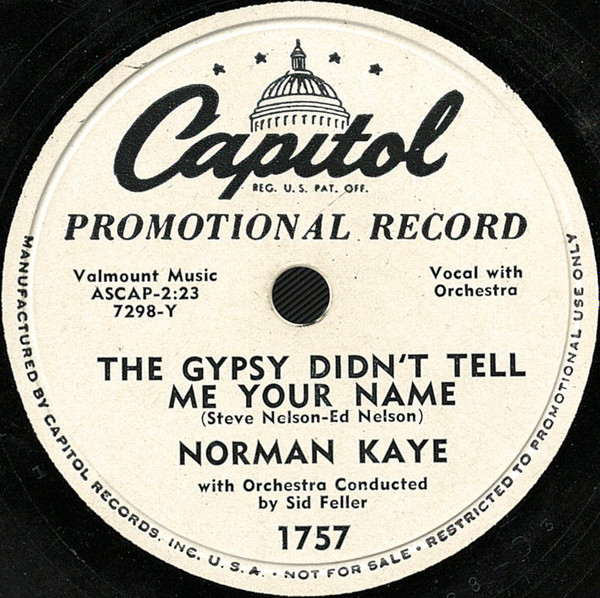 Capitol
REG. U.S. PAT. OFF.
PROMOTIONAL RECORD
Valmount Music
ASCAP-2:23
7298-Y
Vocal with
Orchestra
THE GYPSY DIDN'T TELL
ME YOUR NAME
(Steve Nelson-Ed Nelson)
NORMAN KAYE
with Orchestra Conducted
by Sid Feller
1757
MANUFACTURED BY CAPITOL RECORDS, INC. U.S.A. • NOT FOR SALE • RESTRICTED TO PROMOTIONAL USE ONLY